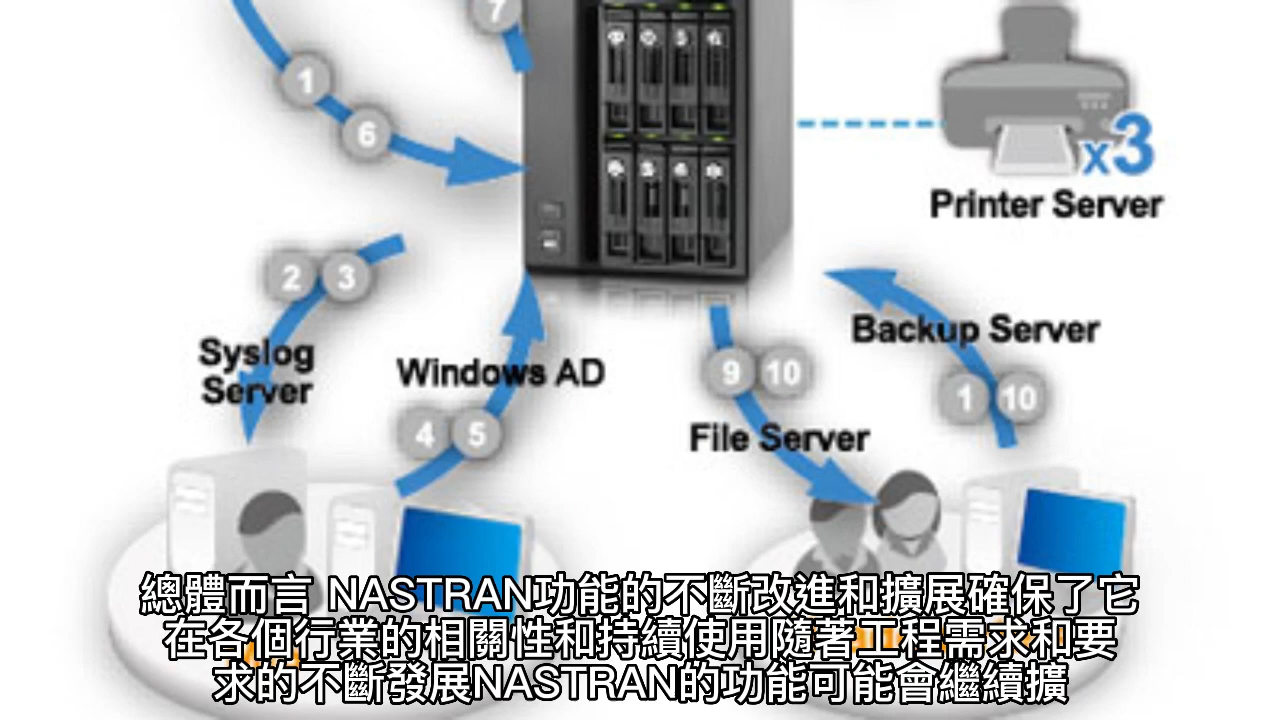 7
1
6
x3
Printer Server
2 3
Syslog
Server
Windows AD
4 5
9 10
File Server
Backup Server
1 10
總體而言 NASTRAN功能的不斷改進和擴展確保了它
在各個行業的相關性和持續使用隨著工程需求和要
求的不斷發展NASTRAN的功能可能會繼續擴